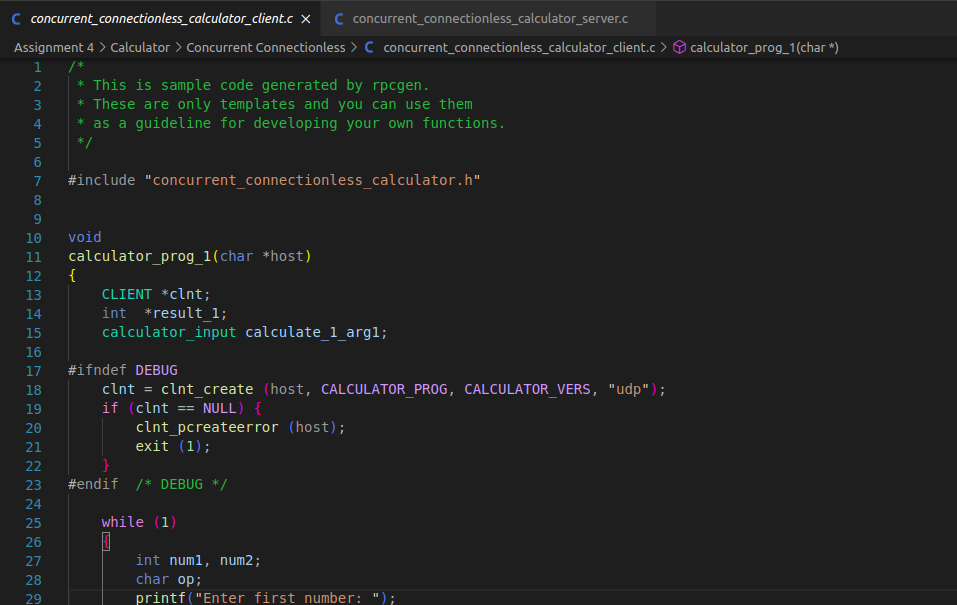 C concurrent_connectionless_calculator_client.c × C concurrent_connectionless_calculator_server.c
Assignment 4 > Calculator > Concurrent Connectionless > C concurrent_connectionless_calculator_client.c > calculator_prog_1(char *)
1 /*
2  * This is sample code generated by rpcgen.
3  * These are only templates and you can use them
4  * as a guideline for developing your own functions.
5  */
6
7 #include "concurrent_connectionless_calculator.h"
8
9
10 void
11 calculator_prog_1(char *host)
12 {
13     CLIENT *clnt;
14     int  *result_1;
15     calculator_input calculate_1_arg1;
16
17 #ifndef DEBUG
18     clnt = clnt_create (host, CALCULATOR_PROG, CALCULATOR_VERS, "udp");
19     if (clnt == NULL) {
20         clnt_pcreateerror (host);
21         exit (1);
22     }
23 #endif  /* DEBUG */
24
25     while (1)
26     {
27         int num1, num2;
28         char op;
29         printf("Enter first number: ");